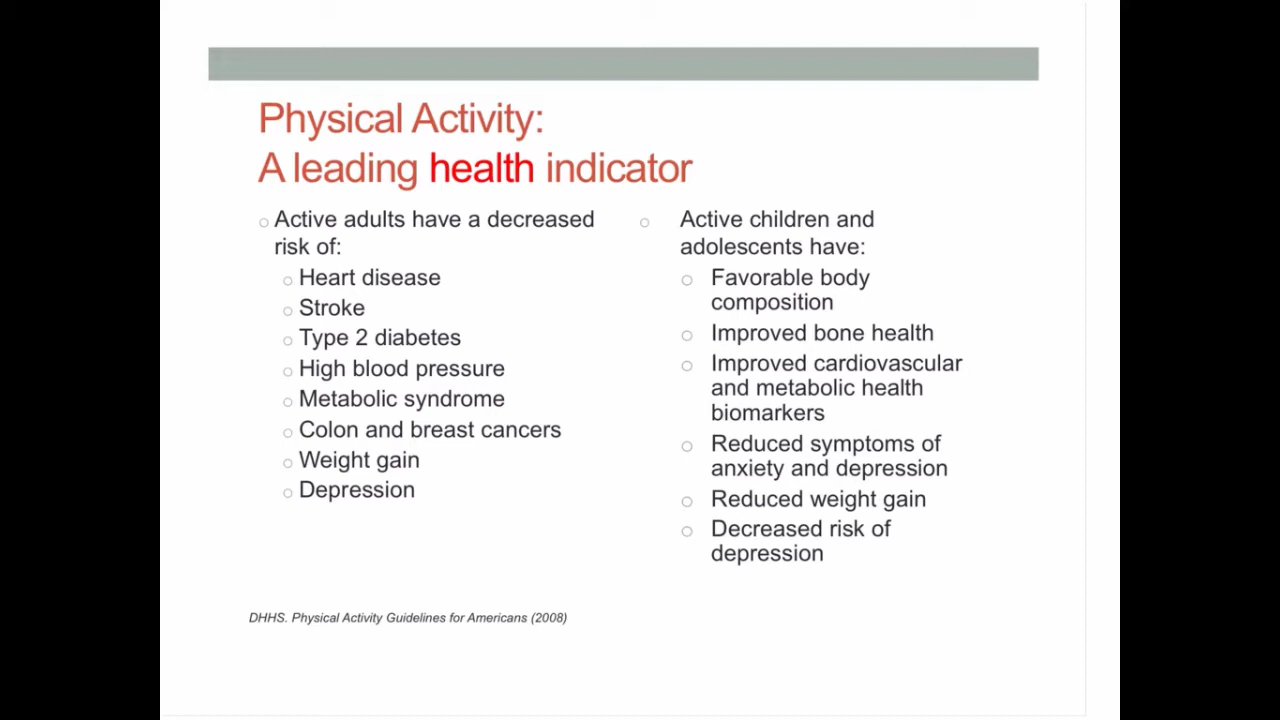 Physical Activity:
A leading health indicator
Active adults have a decreased
risk of:
Heart disease
Stroke
Type 2 diabetes
High blood pressure
Metabolic syndrome
Colon and breast cancers
Weight gain
Depression
Active children and
adolescents have:
Favorable body
composition
Improved bone health
Improved cardiovascular
and metabolic health
biomarkers
Reduced symptoms of
anxiety and depression
Reduced weight gain
Decreased risk of
depression
DHHS. Physical Activity Guidelines for Americans (2008)